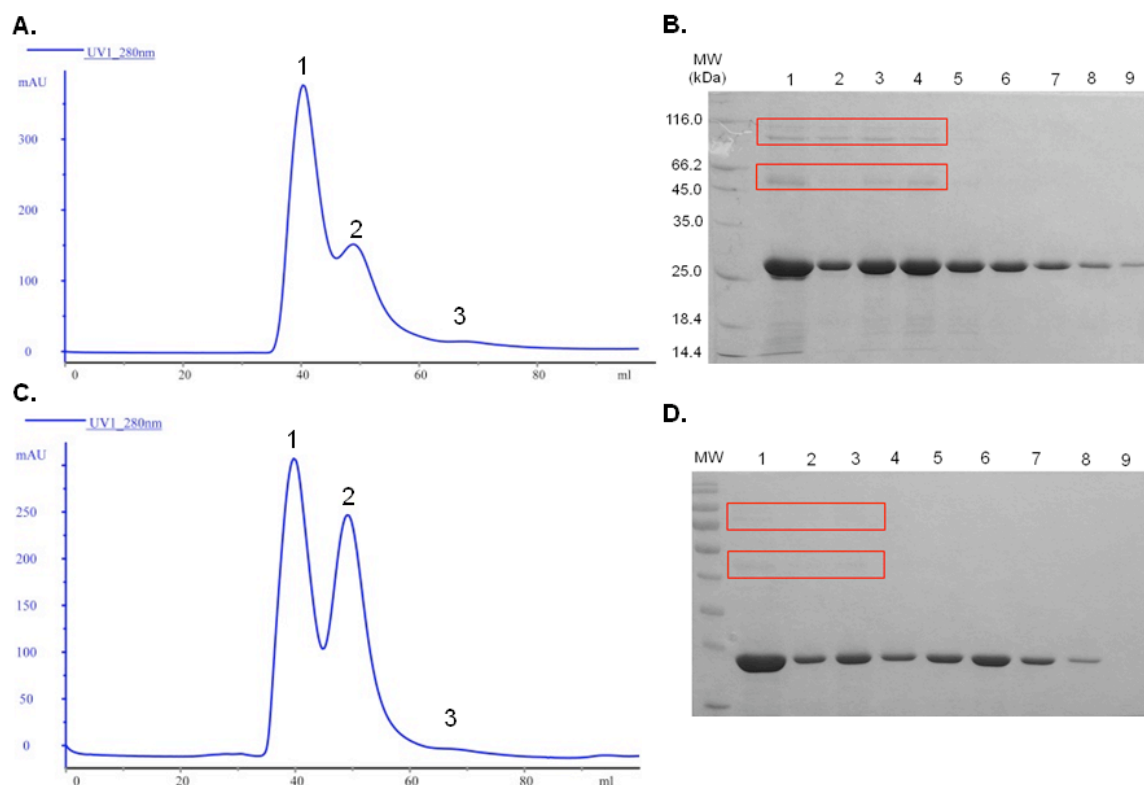 A.
UV1_280nm
mAU
1
2
3
300
200
100
0
0 20 40 60 80 ml
B.
MW
(kDa)
1 2 3 4 5 6 7 8 9
116.0
66.2
45.0
35.0
25.0
18.4
14.4
C.
UV1_280nm
mAU
1
2
3
250
200
150
100
50
0
0 20 40 60 80 ml
D.
MW 1 2 3 4 5 6 7 8 9